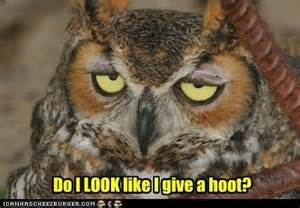 Do I LOOK like I give a hoot?
ICANHASCHEEZBURGER.COM